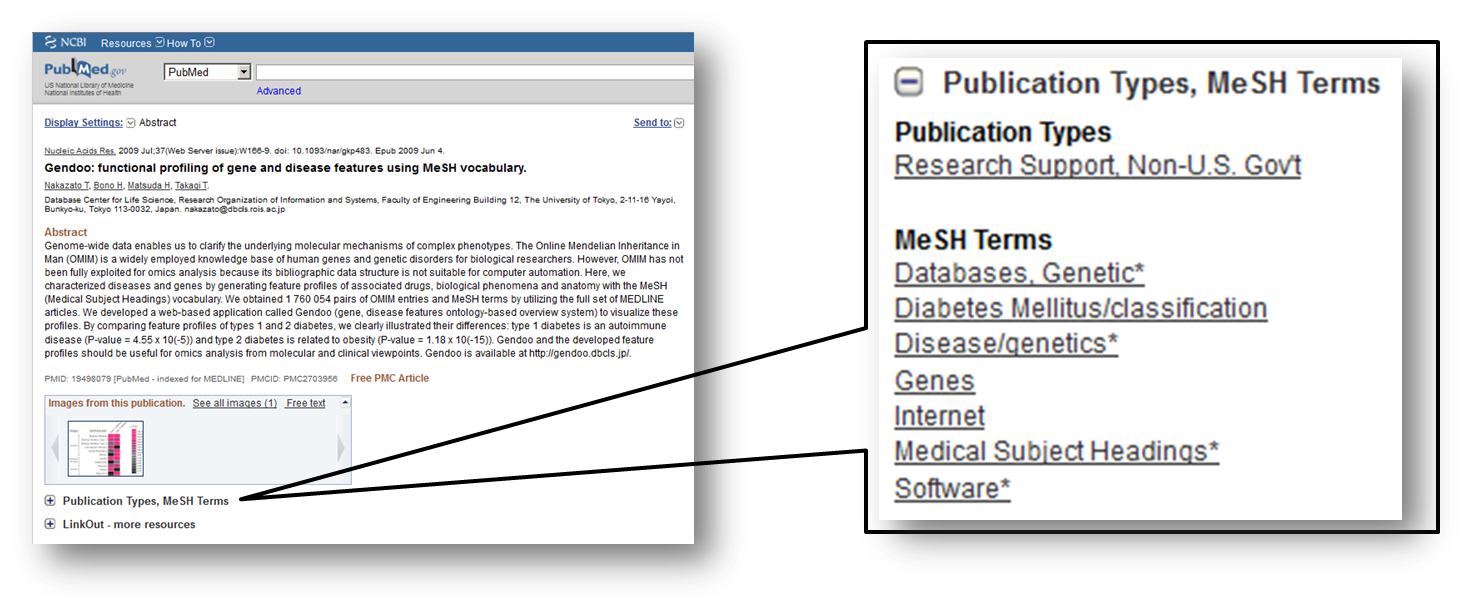 NCBI Resources How To
PubMed.gov
US National Library of Medicine
National Institutes of Health
PubMed
Advanced
Display Settings: Abstract
Send to:
Nucleic Acids Res. 2009 Jul;37(Web Server issue):W166-9. doi: 10.1093/nar/gkp483. Epub 2009 Jun 4.
Gendoo: functional profiling of gene and disease features using MeSH vocabulary.
Nakazato T, Bono H, Matsuda H, Takagi T.
Database Center for Life Science, Research Organization of Information and Systems, Faculty of Engineering Building 12, The University of Tokyo, 2-11-16 Yayoi,
Bunkyo-ku, Tokyo 113-0032, Japan. nakazato@dbcls.rois.ac.jp
Abstract
Genome-wide data enables us to clarify the underlying molecular mechanisms of complex phenotypes. The Online Mendelian Inheritance in
Man (OMIM) is a widely employed knowledge base of human genes and genetic disorders for biological researchers. However, OMIM has not
been fully exploited for omics analysis because its bibliographic data structure is not suitable for computer automation. Here, we
characterized diseases and genes by generating feature profiles of associated drugs, biological phenomena and anatomy with the MeSH
(Medical Subject Headings) vocabulary. We obtained 1 760 054 pairs of OMIM entries and MeSH terms by utilizing the full set of MEDLINE
articles. We developed a web-based application called Gendoo (gene, disease features ontology-based overview system) to visualize these
profiles. By comparing feature profiles of types 1 and 2 diabetes, we clearly illustrated their differences: type 1 diabetes is an autoimmune
disease (P-value = 4.55 x 10(-5)) and type 2 diabetes is related to obesity (P-value = 1.18 x 10(-15)). Gendoo and the developed feature
profiles should be useful for omics analysis from molecular and clinical viewpoints. Gendoo is available at http://gendoo.dbcls.jp/.
PMID: 19498079 [PubMed - indexed for MEDLINE] PMCID: PMC2703956 Free PMC Article
Images from this publication. See all images (1) Free text
Publication Types, MeSH Terms
LinkOut - more resources
Publication Types, MeSH Terms
Publication Types
Research Support, Non-U.S. Gov't
MeSH Terms
Databases, Genetic*
Diabetes Mellitus/classification
Disease/genetics*
Genes
Internet
Medical Subject Headings*
Software*